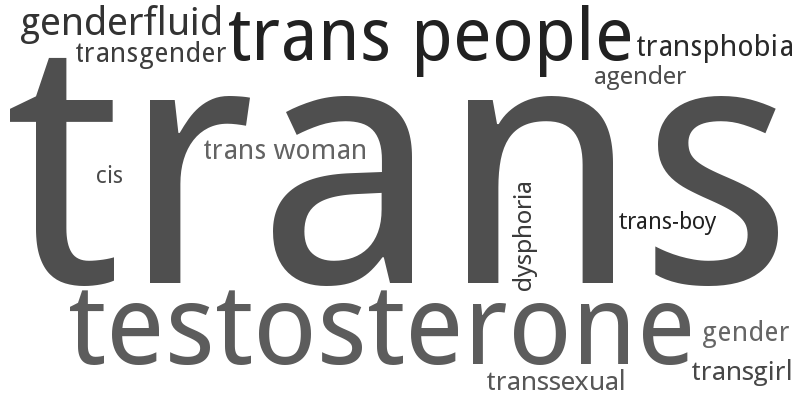 genderfluid
trans people
transgender
transphobia
agender
trans
trans woman
cis
dysphoria
trans-boy
testosterone
gender
transgirl
transsexual